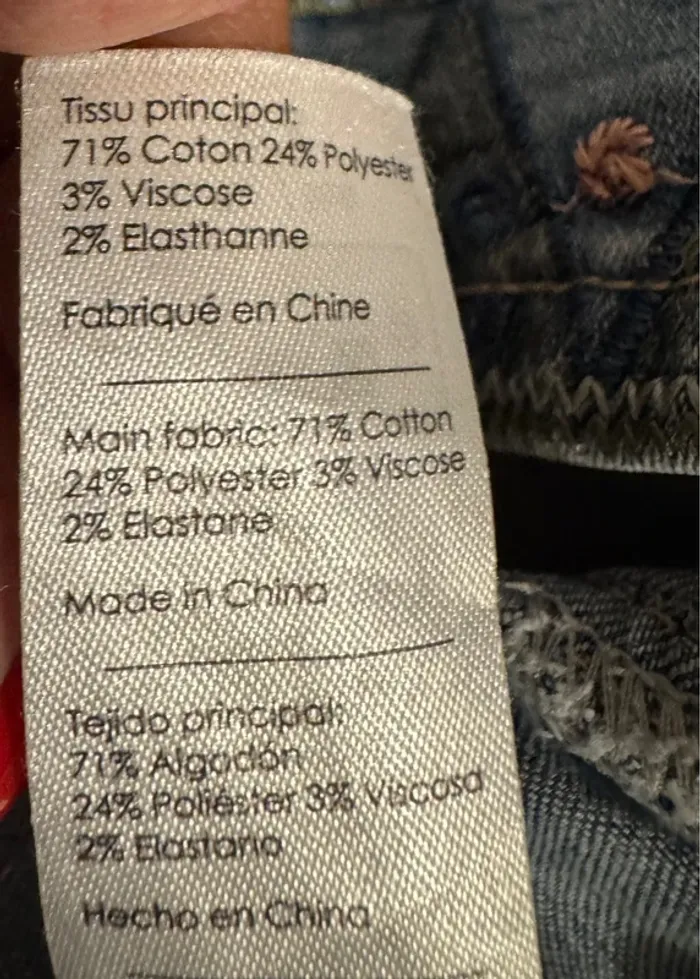 Tissu principal:
71% Coton 24% Polyester
3% Viscose
2% Elasthanne
Fabriqué en Chine
Main fabric: 71% Cotton
24% Polyester 3% Viscose
2% Elastane
Made in China
Tejido principal:
71% Algodón
24% Poliéster 3% Viscosa
2% Elastano
Hecho en China